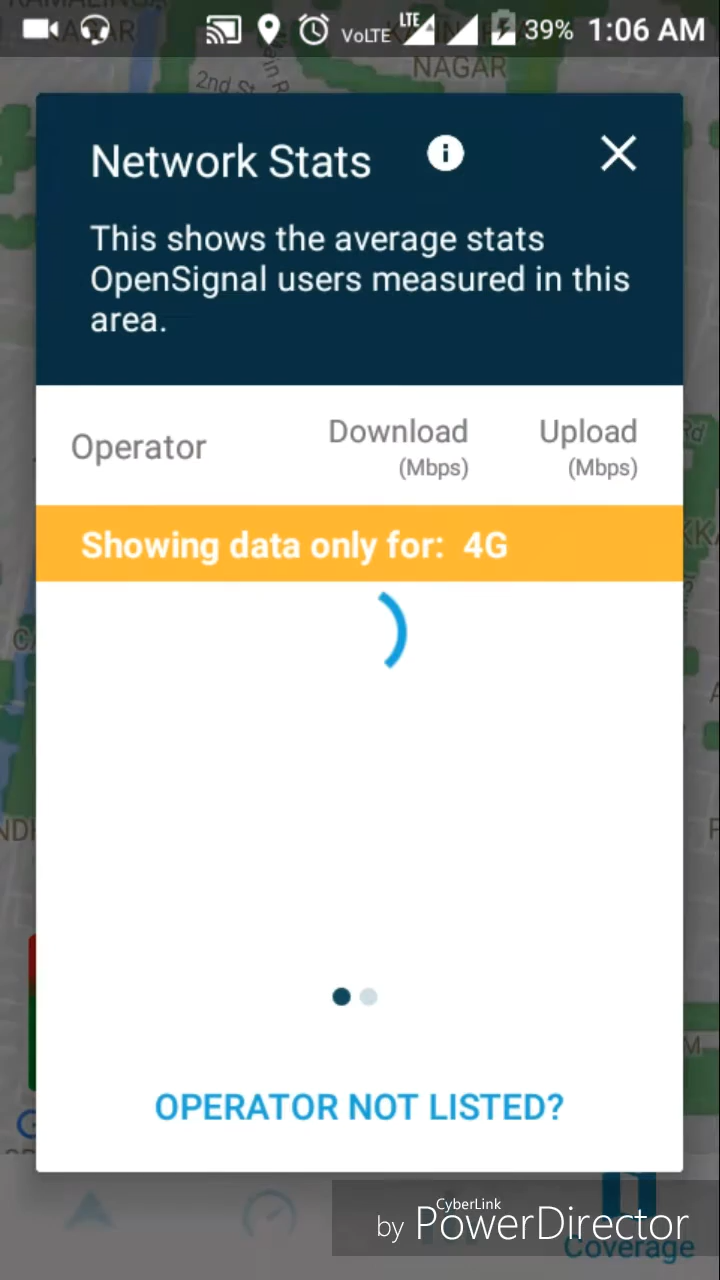 VoLTE LTE 39% 1:06 AM
NAGAR
2nd St
Network Stats
This shows the average stats
OpenSignal users measured in this
area.
Operator
Download
(Mbps)
Upload
(Mbps)
Rd
Showing data only for: 4G
OPERATOR NOT LISTED?
CyberLink
by PowerDirector
Coverage